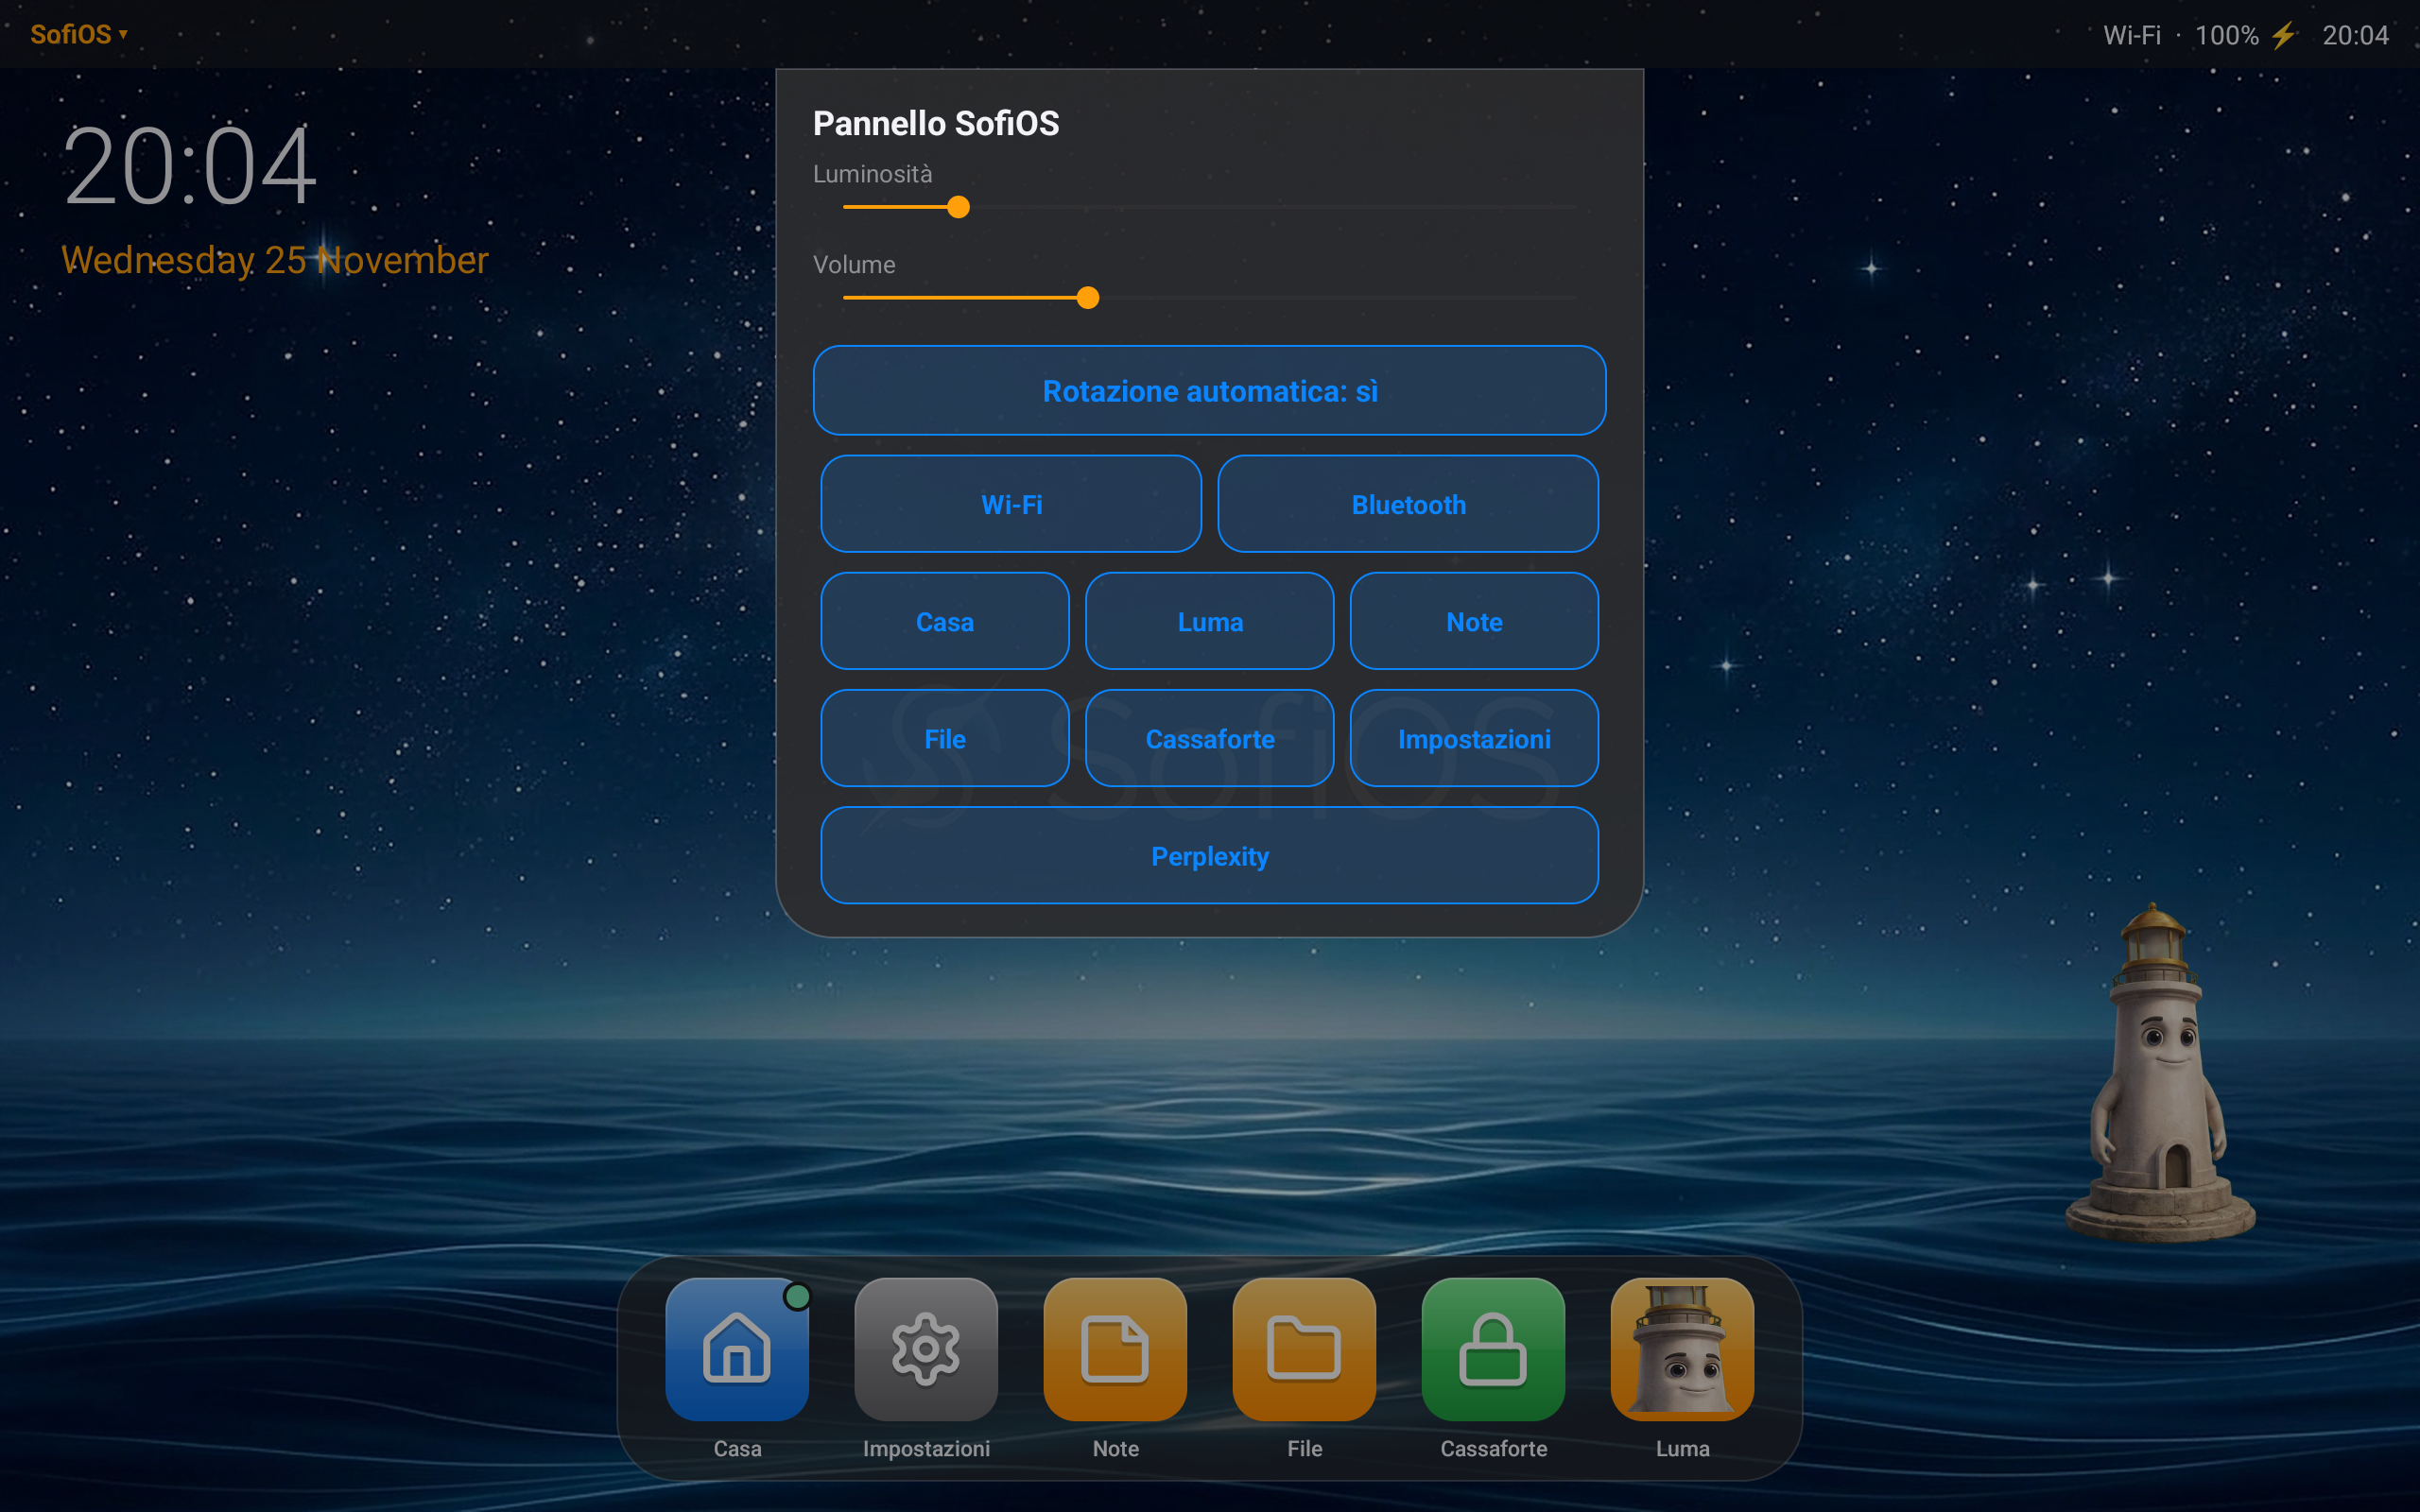 SofiOS ▾
Wi-Fi · 100% ⚡ 20:04
20:04
Wednesday 25 November
Pannello SofiOS
Luminosità
Volume
Rotazione automatica: sì
Wi-Fi
Bluetooth
Casa
Luma
Note
File
Cassaforte
Impostazioni
SofiOS
Perplexity
Casa
Impostazioni
Note
File
Cassaforte
Luma